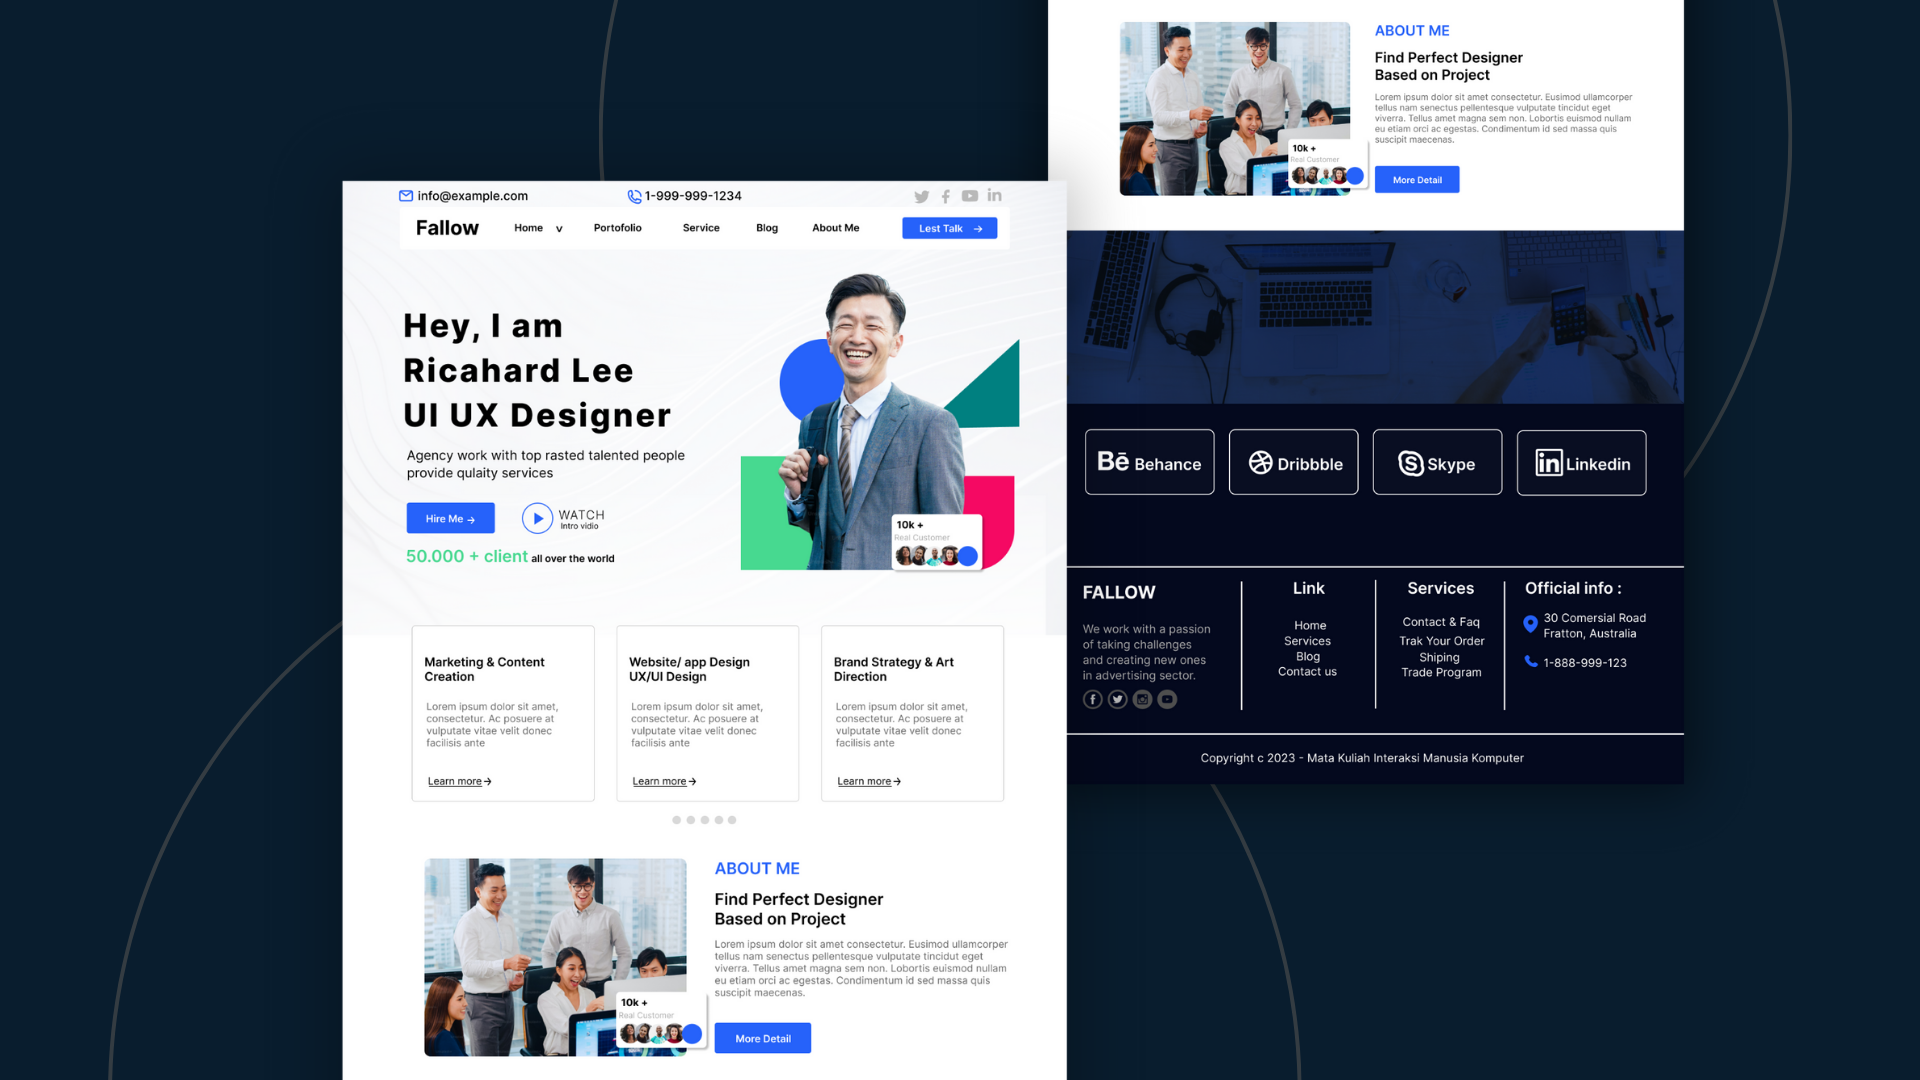 info@example.com
1-999-999-1234
Fallow
Home v
Portofolio
Service
Blog
About Me
Lest Talk →
Hey, I am
Ricahard Lee
UI UX Designer
Agency work with top rasted talented people
provide qulaity services
Hire Me →
WATCH
Intro vidio
50.000 + client all over the world
10k +
Real Customer
Marketing & Content
Creation
Lorem ipsum dolor sit amet,
consectetur. Ac posuere at
vulputate vitae velit donec
facilisis ante
Learn more →
Website/ app Design
UX/UI Design
Lorem ipsum dolor sit amet,
consectetur. Ac posuere at
vulputate vitae velit donec
facilisis ante
Learn more →
Brand Strategy & Art
Direction
Lorem ipsum dolor sit amet,
consectetur. Ac posuere at
vulputate vitae velit donec
facilisis ante
Learn more →
10k +
Real Customer
ABOUT ME
Find Perfect Designer
Based on Project
Lorem ipsum dolor sit amet consectetur. Eusimod ullamcorper
tellus nam senectus pellentesque vulputate tincidut eget
viverra. Tellus amet magna sem non. Lobortis euismod nullam
eu etiam orci ac egestas. Condimentum id sed massa quis
suscipit maecenas.
More Detail
10k +
Real Customer
ABOUT ME
Find Perfect Designer
Based on Project
Lorem ipsum dolor sit amet consectetur. Eusimod ullamcorper
tellus nam senectus pellentesque vulputate tincidut eget
viverra. Tellus amet magna sem non. Lobortis euismod nullam
eu etiam orci ac egestas. Condimentum id sed massa quis
suscipit maecenas.
More Detail
Bē Behance
Dribbble
Skype
in Linkedin
FALLOW
We work with a passion
of taking challenges
and creating new ones
in advertising sector.
Link
Home
Services
Blog
Contact us
Services
Contact & Faq
Trak Your Order
Shiping
Trade Program
Official info :
30 Comersial Road
Fratton, Australia
1-888-999-123
Copyright c 2023 - Mata Kuliah Interaksi Manusia Komputer